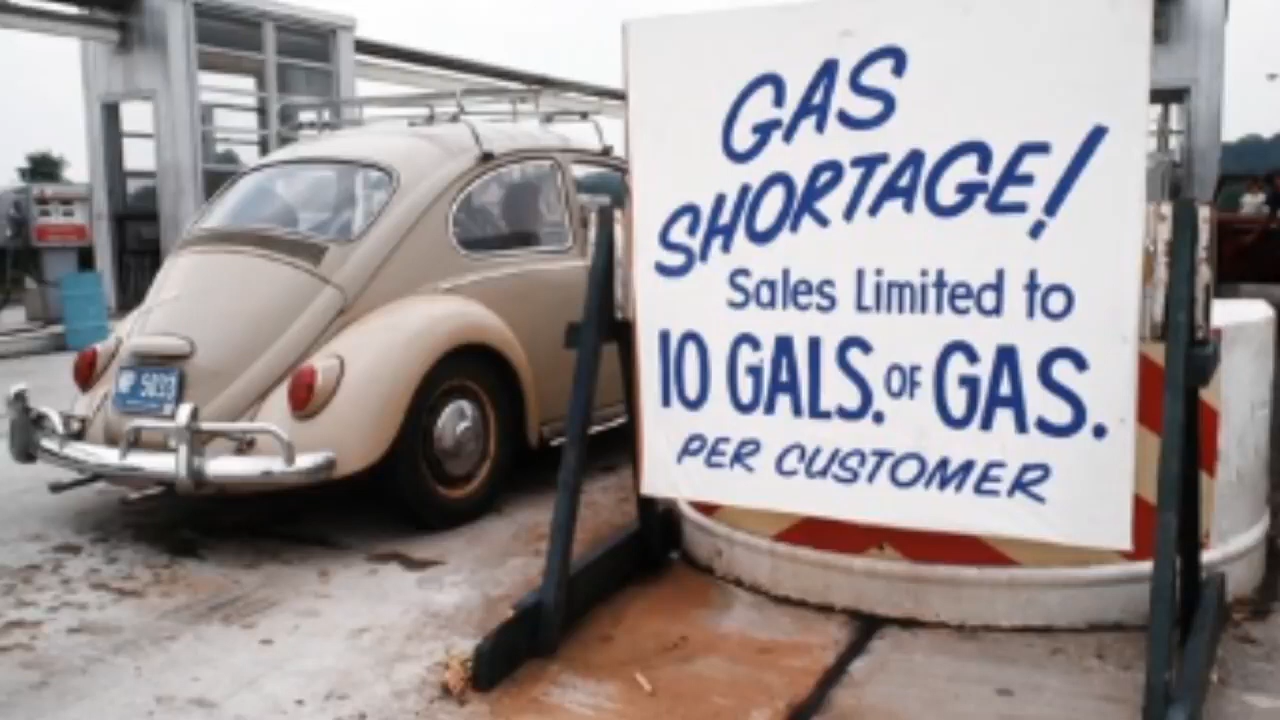 GAS
SHORTAGE!
Sales Limited to
10 GALS. OF GAS.
PER CUSTOMER